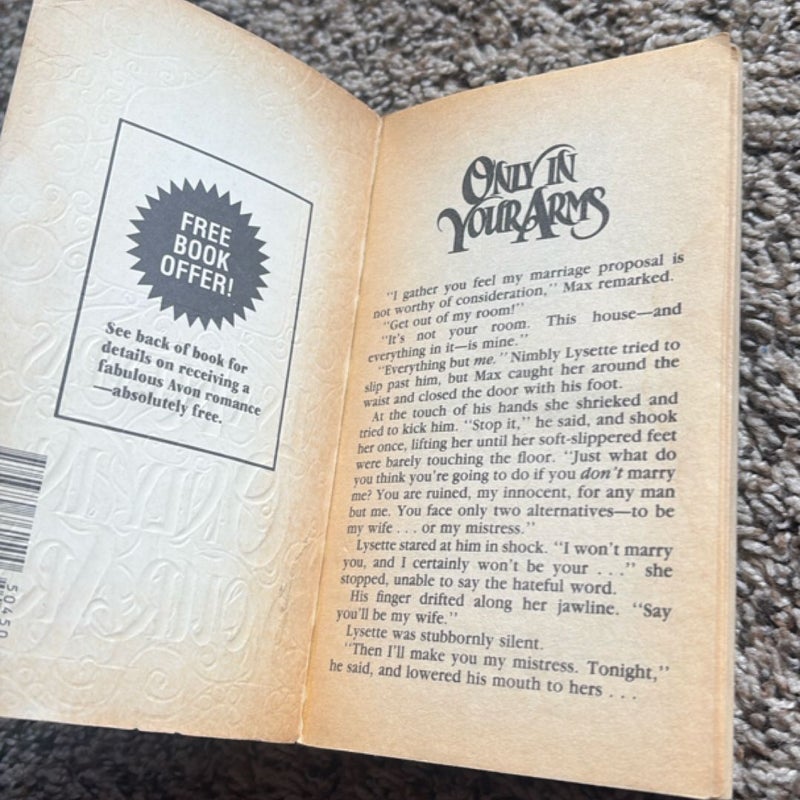 FREE
BOOK
OFFER!
See back of book for
details on receiving a
fabulous Avon romance
—absolutely free.
50450
ONLY IN
YOUR ARMS
"I gather you feel my marriage proposal is
not worthy of consideration," Max remarked.
"Get out of my room!"
"It's not your room. This house—and
everything in it—is mine."
"Everything but me." Nimbly Lysette tried to
slip past him, but Max caught her around the
waist and closed the door with his foot.
At the touch of his hands she shrieked and
tried to kick him. "Stop it," he said, and shook
her once, lifting her until her soft-slippered feet
were barely touching the floor. "Just what do
you think you're going to do if you don't marry
me? You are ruined, my innocent, for any man
but me. You face only two alternatives—to be
my wife . . . or my mistress."
Lysette stared at him in shock. "I won't marry
you, and I certainly won't be your . . ." she
stopped, unable to say the hateful word.
His finger drifted along her jawline. "Say
you'll be my wife."
Lysette was stubbornly silent.
"Then I'll make you my mistress. Tonight,"
he said, and lowered his mouth to hers . . .